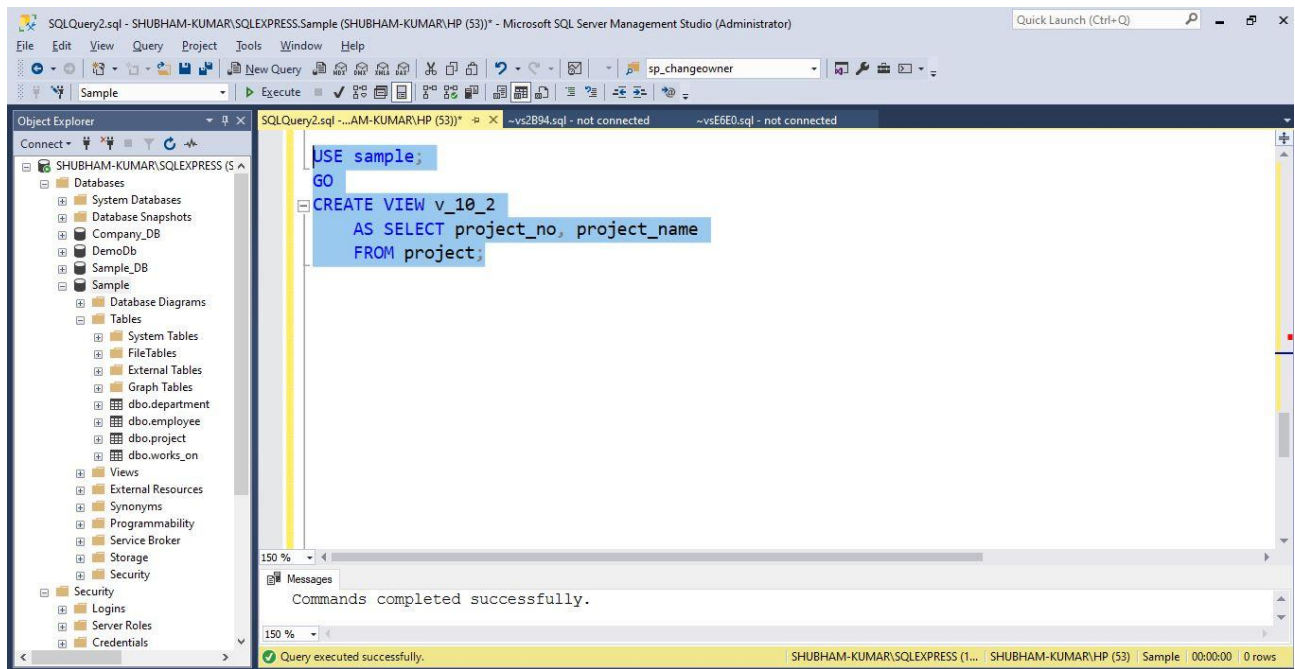 SQLQuery2.sql - SHUBHAM-KUMAR\SQLEXPRESS.Sample (SHUBHAM-KUMAR\HP (53))* - Microsoft SQL Server Management Studio (Administrator)
Quick Launch (Ctrl+Q)
File Edit View Query Project Tools Window Help
New Query MDX DMX XMLA DAX sp_changeowner
Sample Execute
Object Explorer
SQLQuery2.sql -...AM-KUMAR\HP (53))* ~vs2B94.sql - not connected ~vsE6E0.sql - not connected
Connect
SHUBHAM-KUMAR\SQLEXPRESS (S
Databases
System Databases
Database Snapshots
Company_DB
DemoDb
Sample_DB
Sample
Database Diagrams
Tables
System Tables
FileTables
External Tables
Graph Tables
dbo.department
dbo.employee
dbo.project
dbo.works_on
Views
External Resources
Synonyms
Programmability
Service Broker
Storage
Security
Security
Logins
Server Roles
Credentials
USE sample;
GO
CREATE VIEW v_10_2
AS SELECT project_no, project_name
FROM project;
150 %
Messages
Commands completed successfully.
150 %
Query executed successfully. SHUBHAM-KUMAR\SQLEXPRESS (1... SHUBHAM-KUMAR\HP (53) Sample 00:00:00 0 rows